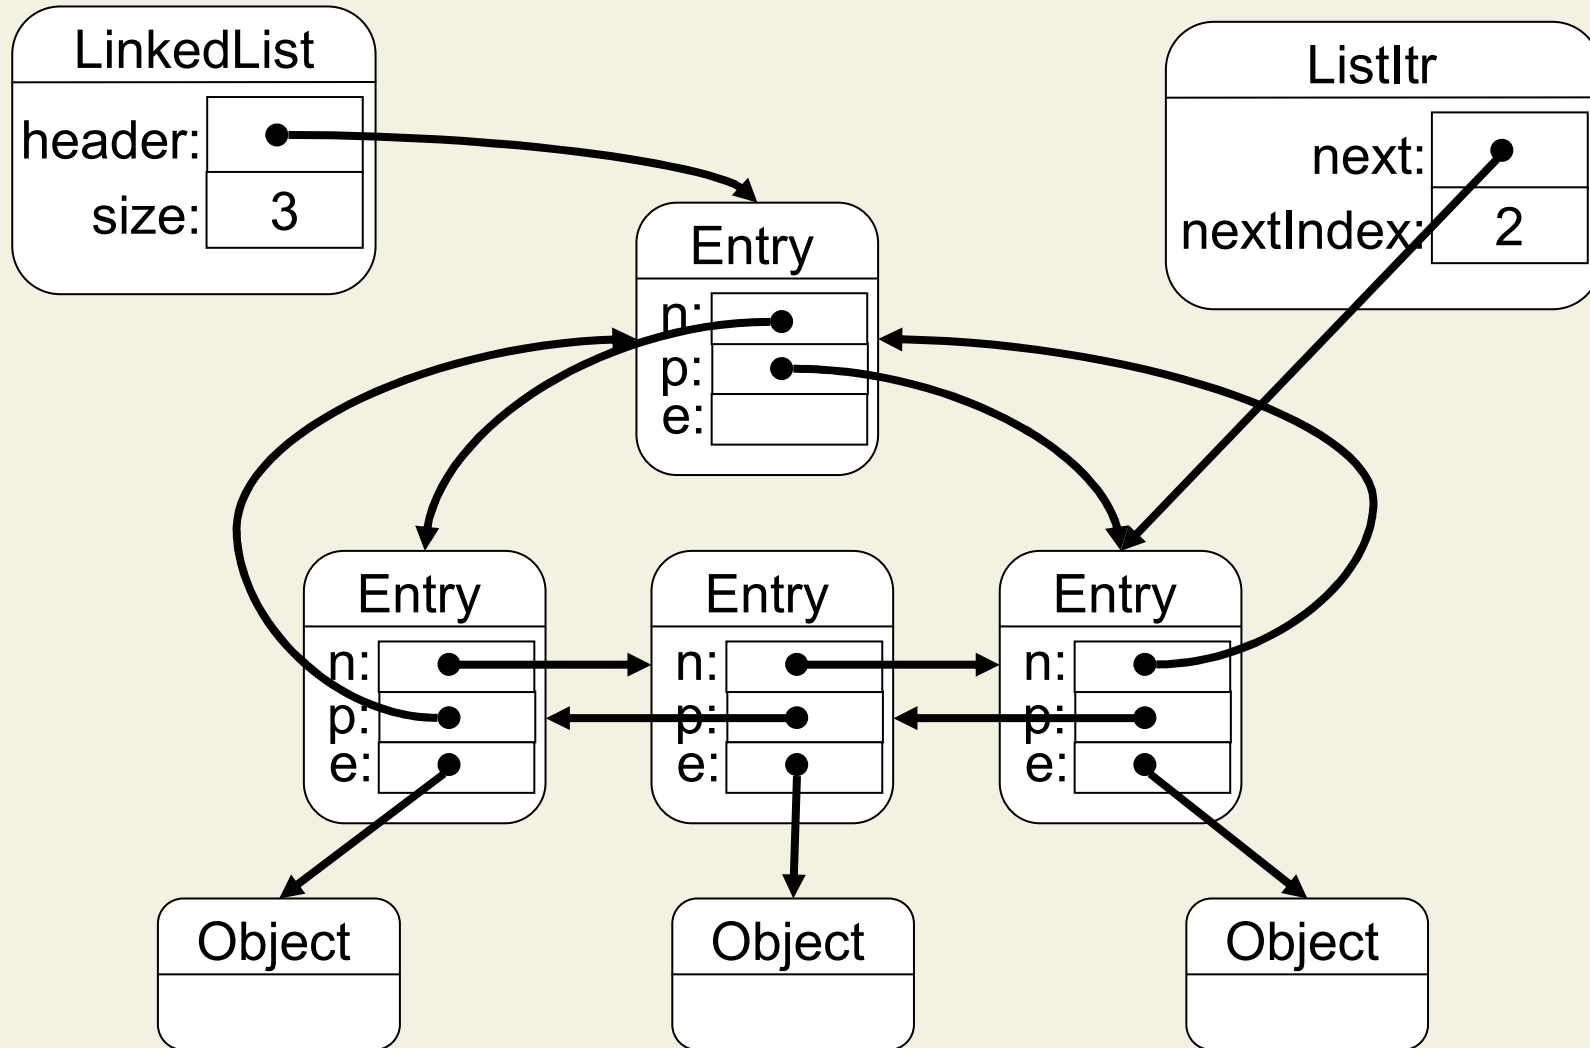 LinkedList
header:
size: 3
ListItr
next:
nextIndex: 2
Entry
n:
p:
e:
Entry
n:
p:
e:
Entry
n:
p:
e:
Entry
n:
p:
e:
Object
Object
Object